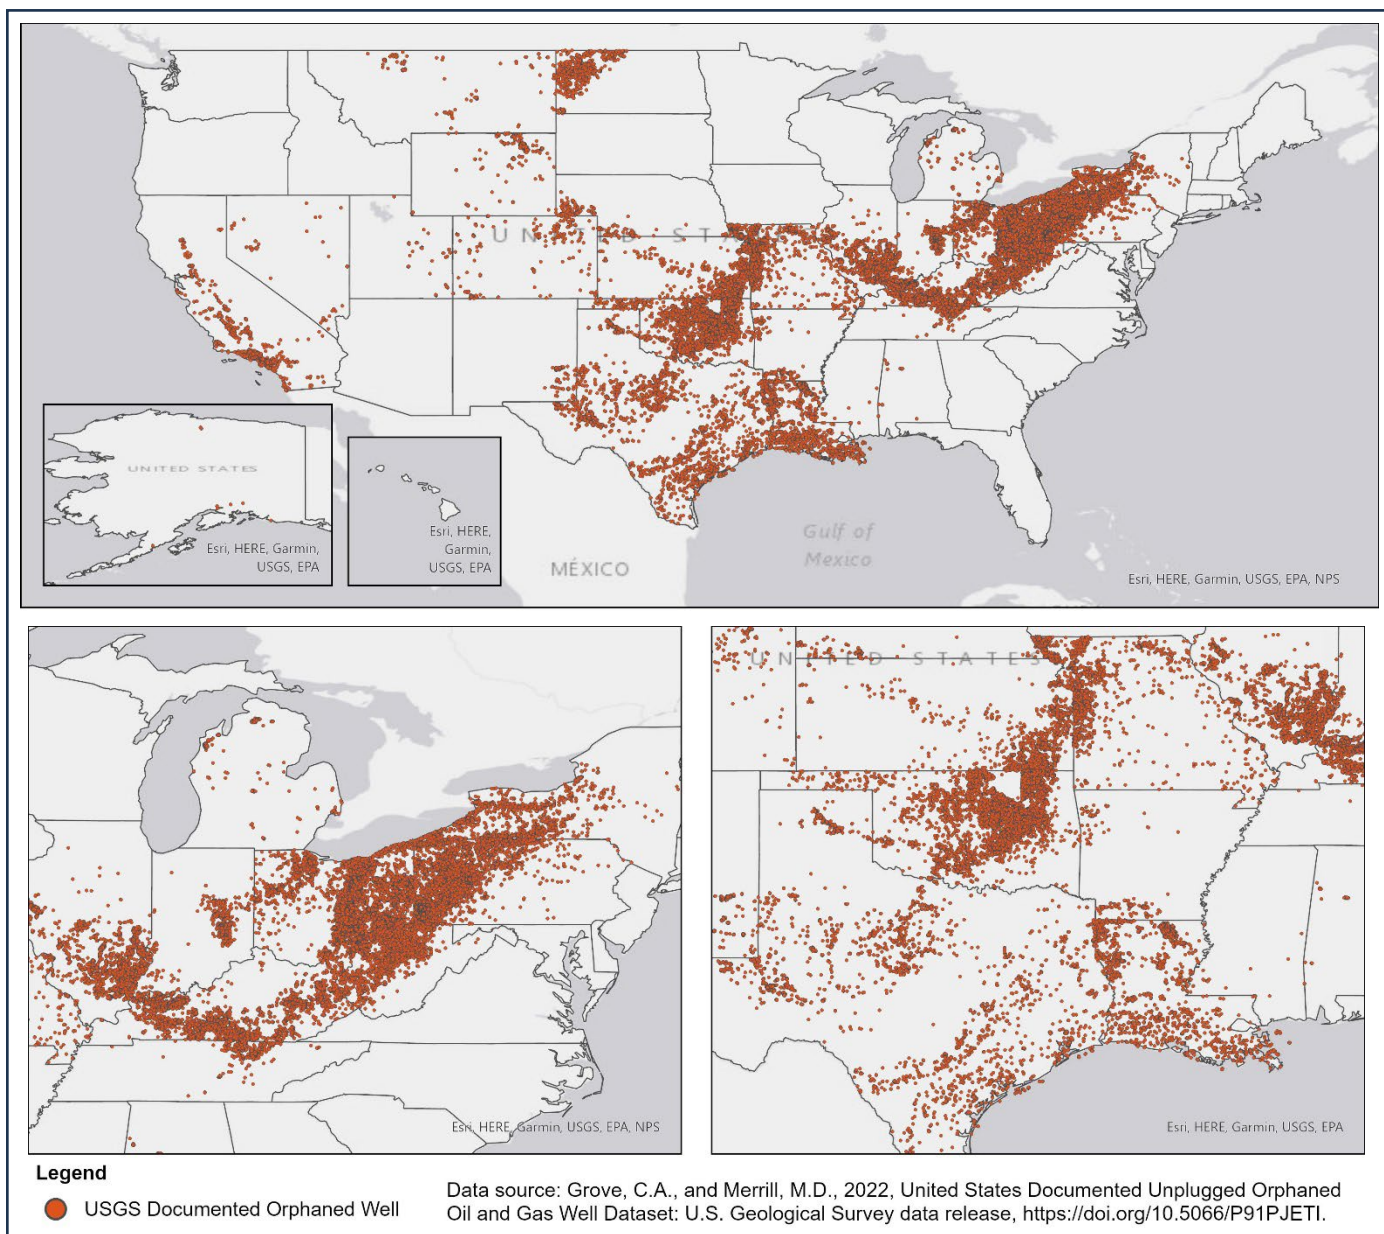 UNITED STATES
UNITED STATES
Esri, HERE, Garmin,
USGS, EPA
Esri, HERE,
Garmin,
USGS, EPA
MÉXICO
Gulf of
Mexico
Esri, HERE, Garmin, USGS, EPA, NPS
UNITED STATES
Esri, HERE, Garmin, USGS, EPA, NPS
Esri, HERE, Garmin, USGS, EPA
Legend
USGS Documented Orphaned Well
Data source: Grove, C.A., and Merrill, M.D., 2022, United States Documented Unplugged Orphaned
Oil and Gas Well Dataset: U.S. Geological Survey data release, https://doi.org/10.5066/P91PJETI.